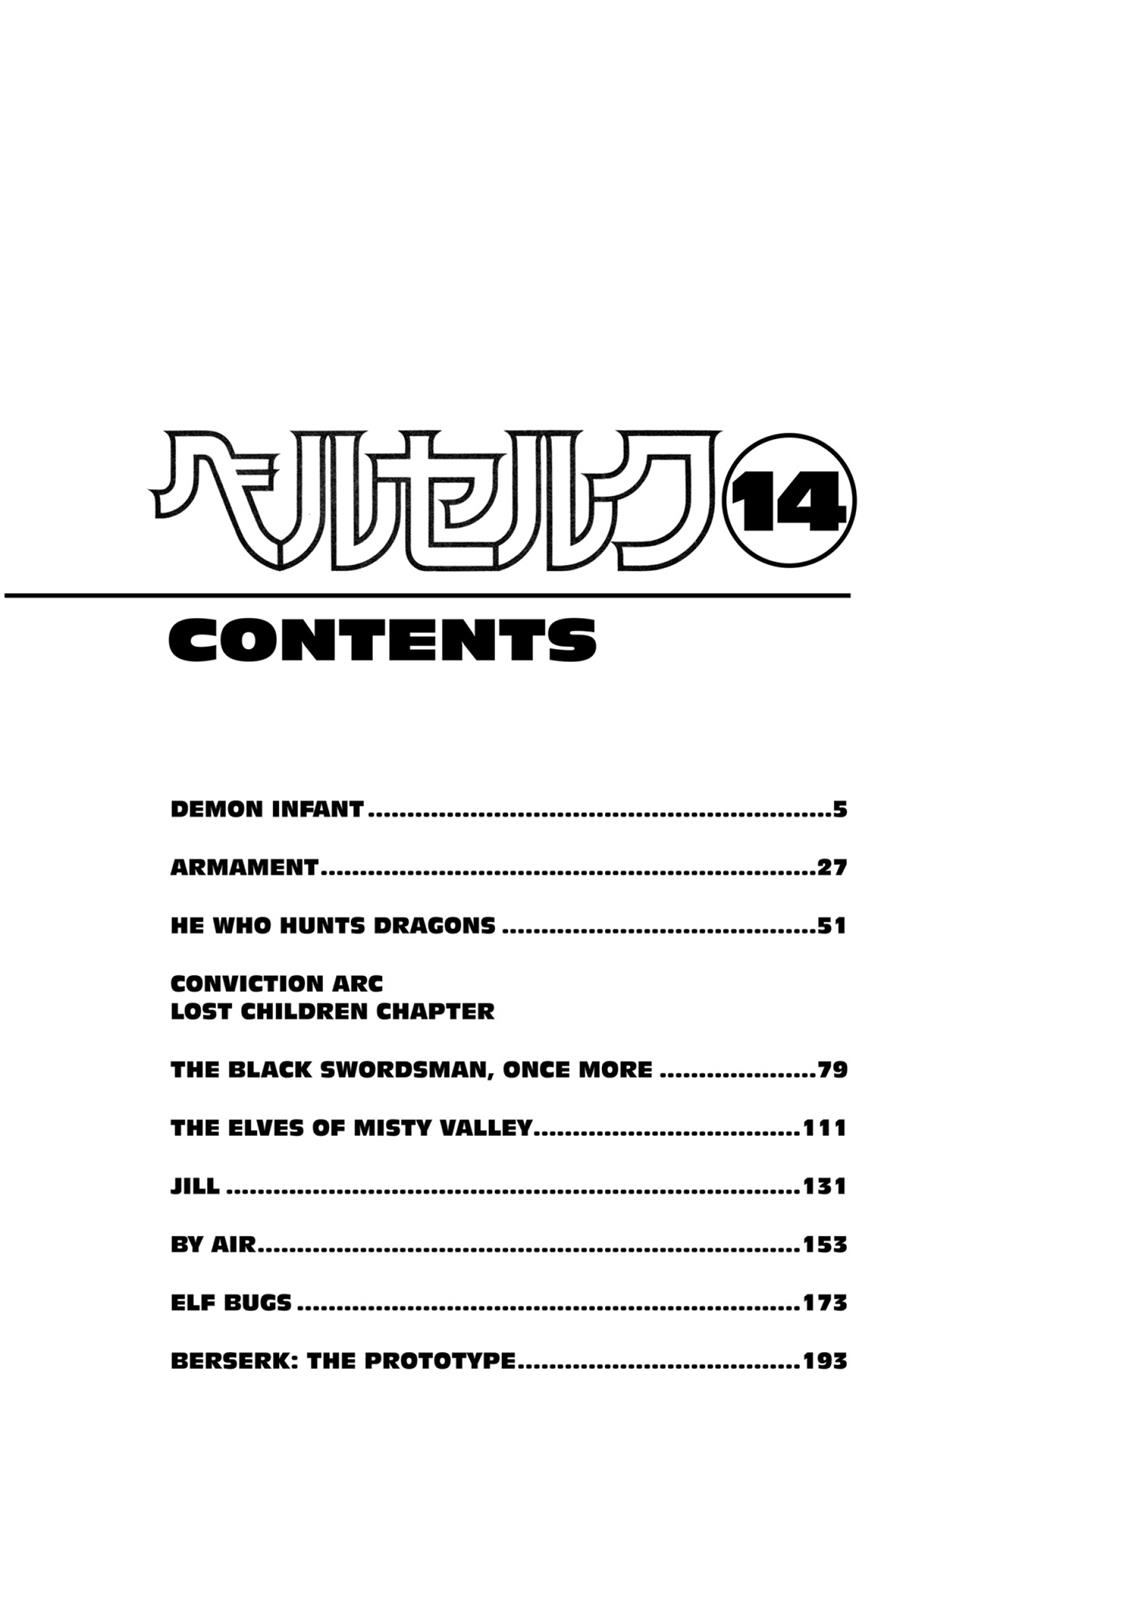 ベルセルク 14
CONTENTS
DEMON INFANT............................................................5
ARMAMENT................................................................27
HE WHO HUNTS DRAGONS ........................................51
CONVICTION ARC
LOST CHILDREN CHAPTER
THE BLACK SWORDSMAN, ONCE MORE ....................79
THE ELVES OF MISTY VALLEY..................................111
JILL ..........................................................................131
BY AIR......................................................................153
ELF BUGS .................................................................173
BERSERK: THE PROTOTYPE....................................193